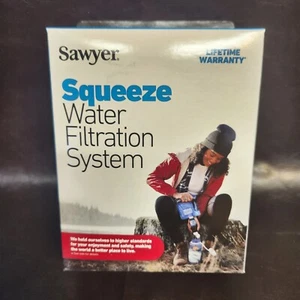 Sawyer®
LIFETIME
WARRANTY
Squeeze
Water
Filtration
System
We hold ourselves to higher standards
for your enjoyment and safety, making
the world a better place to live.